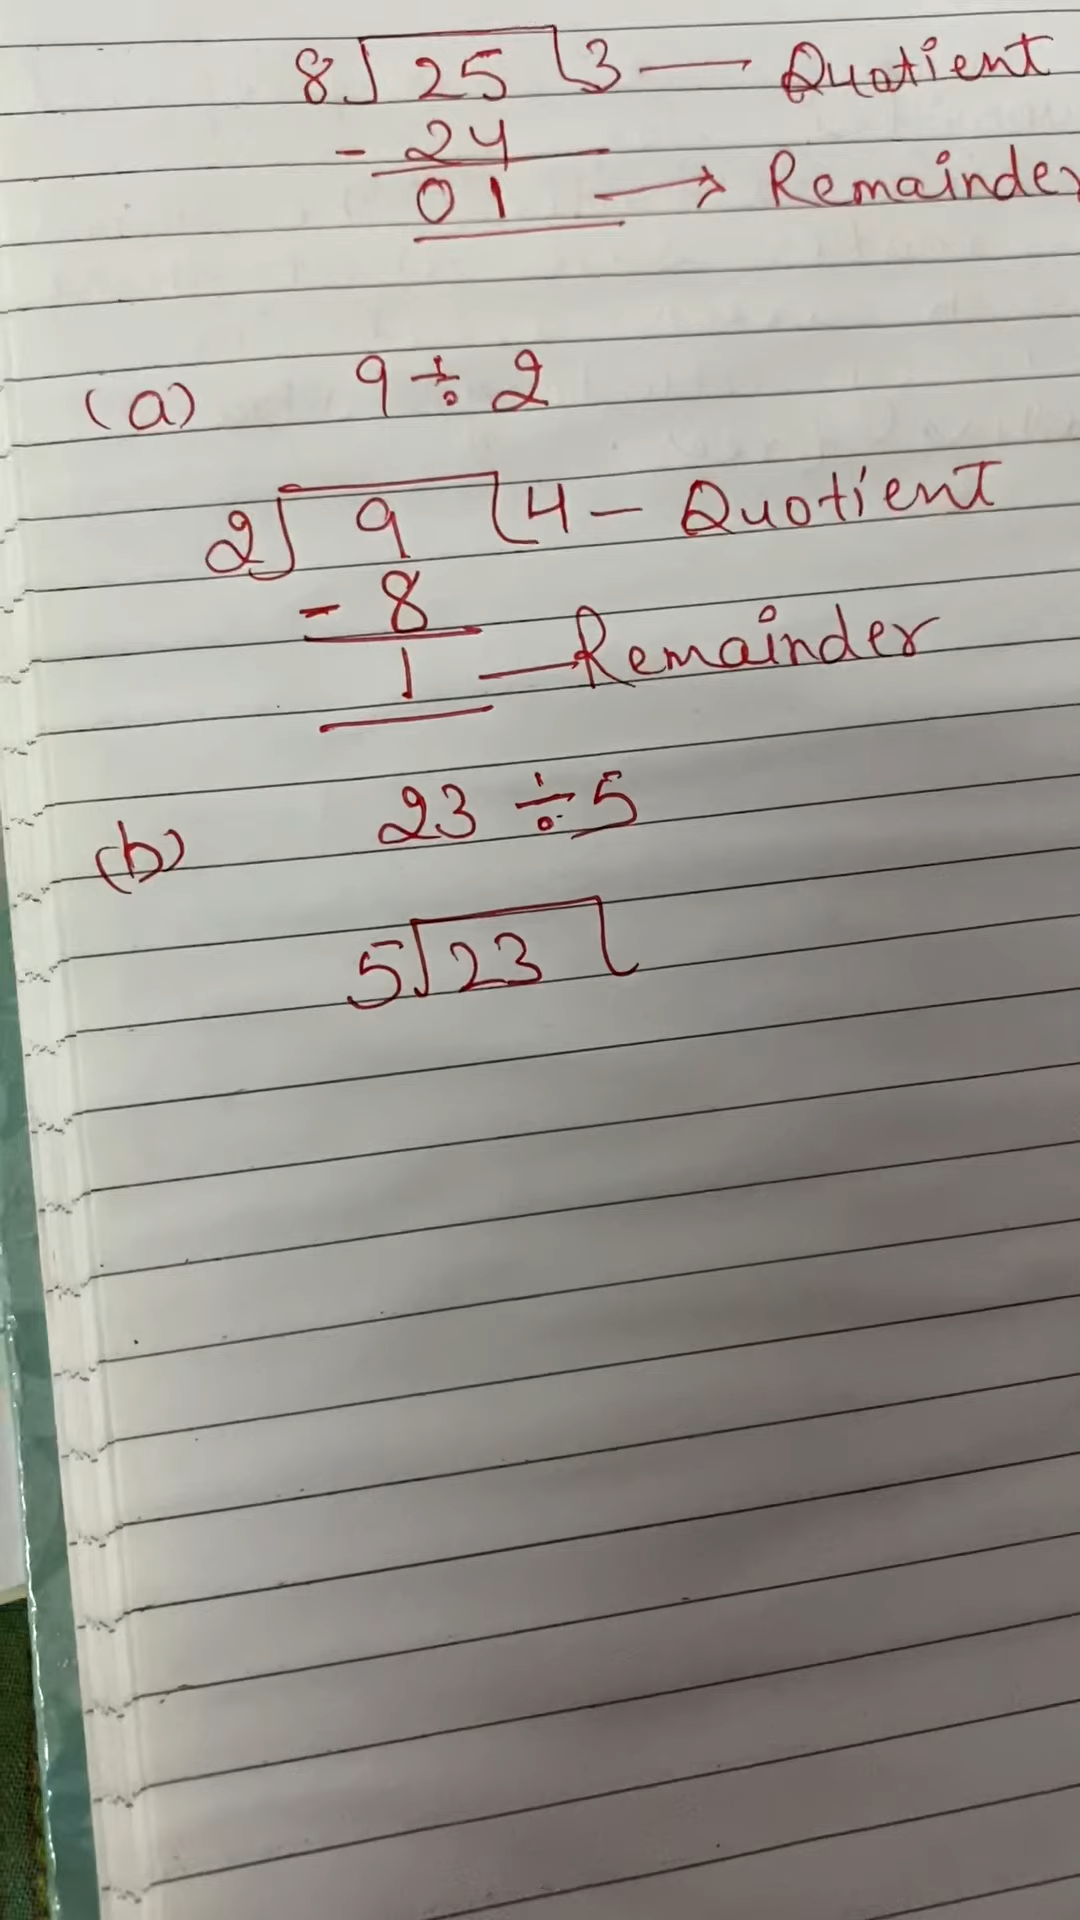 8 25 3 — Quotient
- 24
01 → Remainder
(a) 9 ÷ 2
2 9 4 – Quotient
- 8
1 — Remainder
(b) 23 ÷ 5
5 23